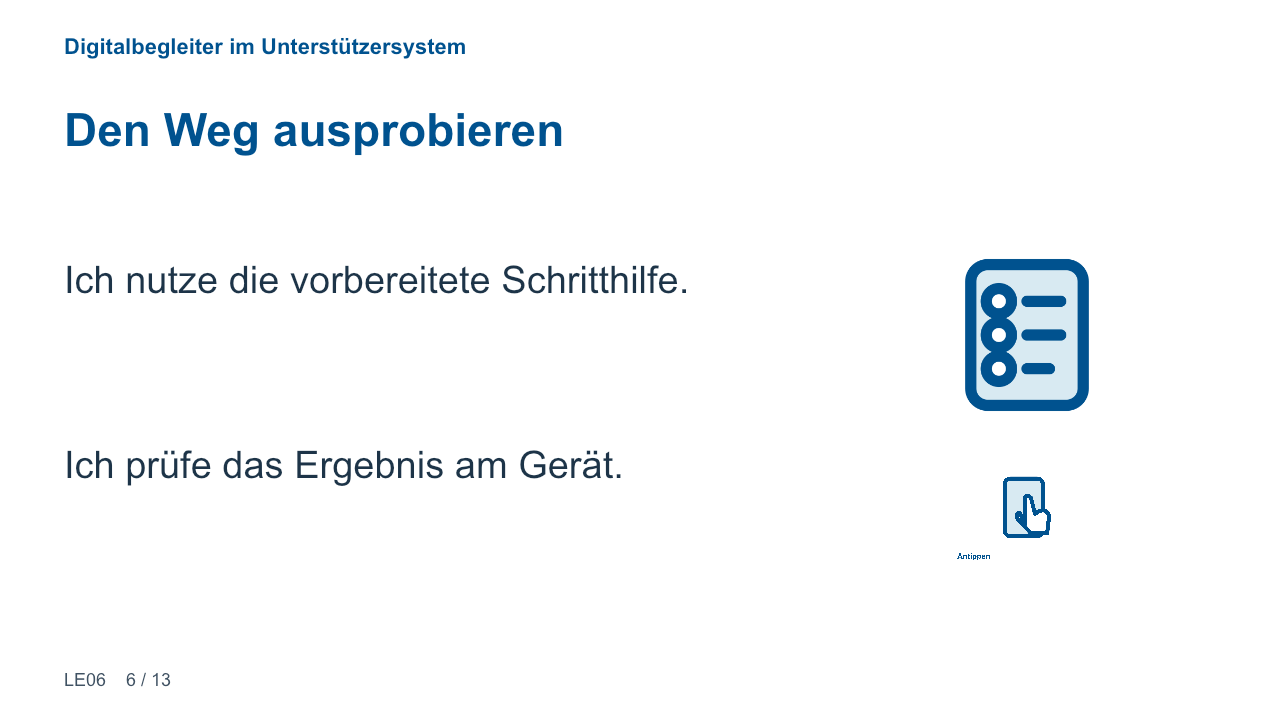 Digitalbegleiter im Unterstützersystem
Den Weg ausprobieren
Ich nutze die vorbereitete Schritthilfe.
Ich prüfe das Ergebnis am Gerät.
Antippen
LE06 6 / 13